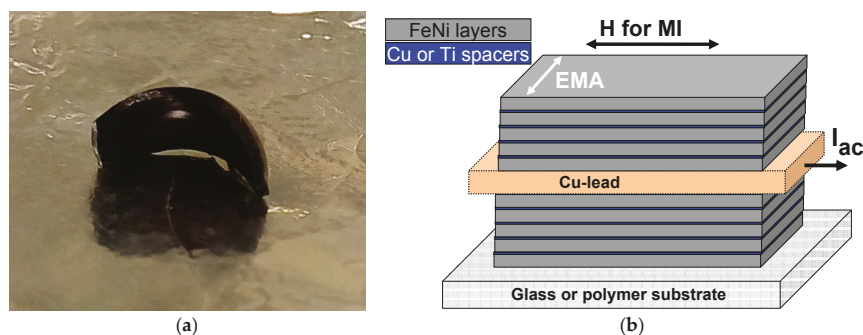 FeNi layers
Cu or Ti spacers
(b)
H for MI
EMA
I ac
Cu-lead
Glass or polymer substrate
(a)